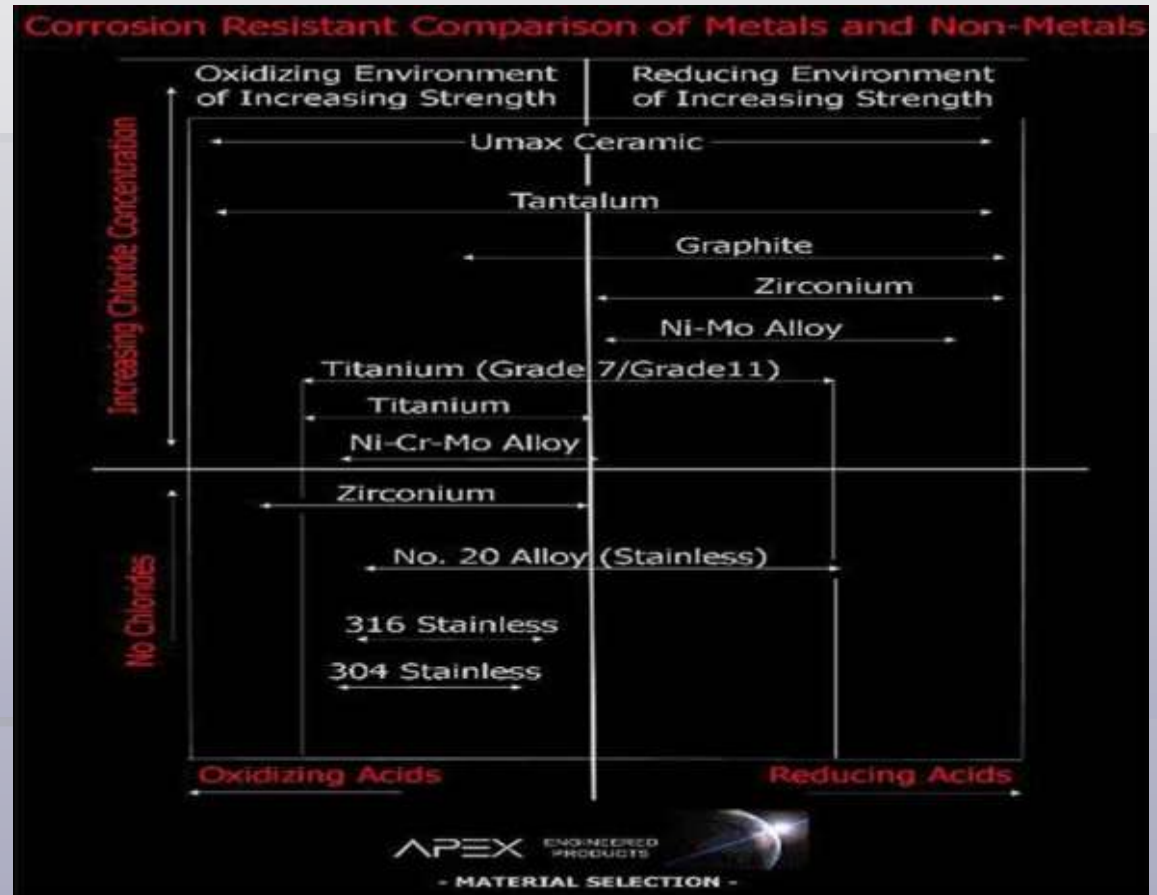 Corrosion Resistant Comparison of Metals and Non-Metals
Oxidizing Environment
of Increasing Strength
Reducing Environment
of Increasing Strength
Increasing Chloride Concentration
Umax Ceramic
Tantalum
Graphite
Zirconium
Ni-Mo Alloy
Titanium (Grade 7/Grade11)
Titanium
Ni-Cr-Mo Alloy
No Chlorides
Zirconium
No. 20 Alloy (Stainless)
316 Stainless
304 Stainless
Oxidizing Acids
Reducing Acids
APEX ENGINEERED
PRODUCTS
- MATERIAL SELECTION -